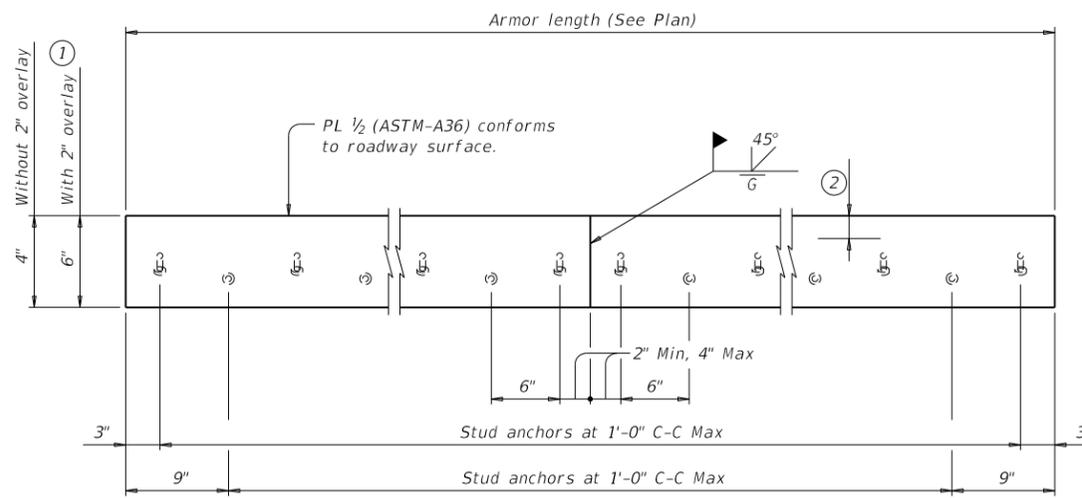 Armor length (See Plan)
Without 2" overlay
With 2" overlay
1
PL ½ (ASTM-A36) conforms
to roadway surface.
45°
G
2
4"
6"
2" Min, 4" Max
6"
6"
3"
Stud anchors at 1'-0" C-C Max
3
9"
Stud anchors at 1'-0" C-C Max
9"